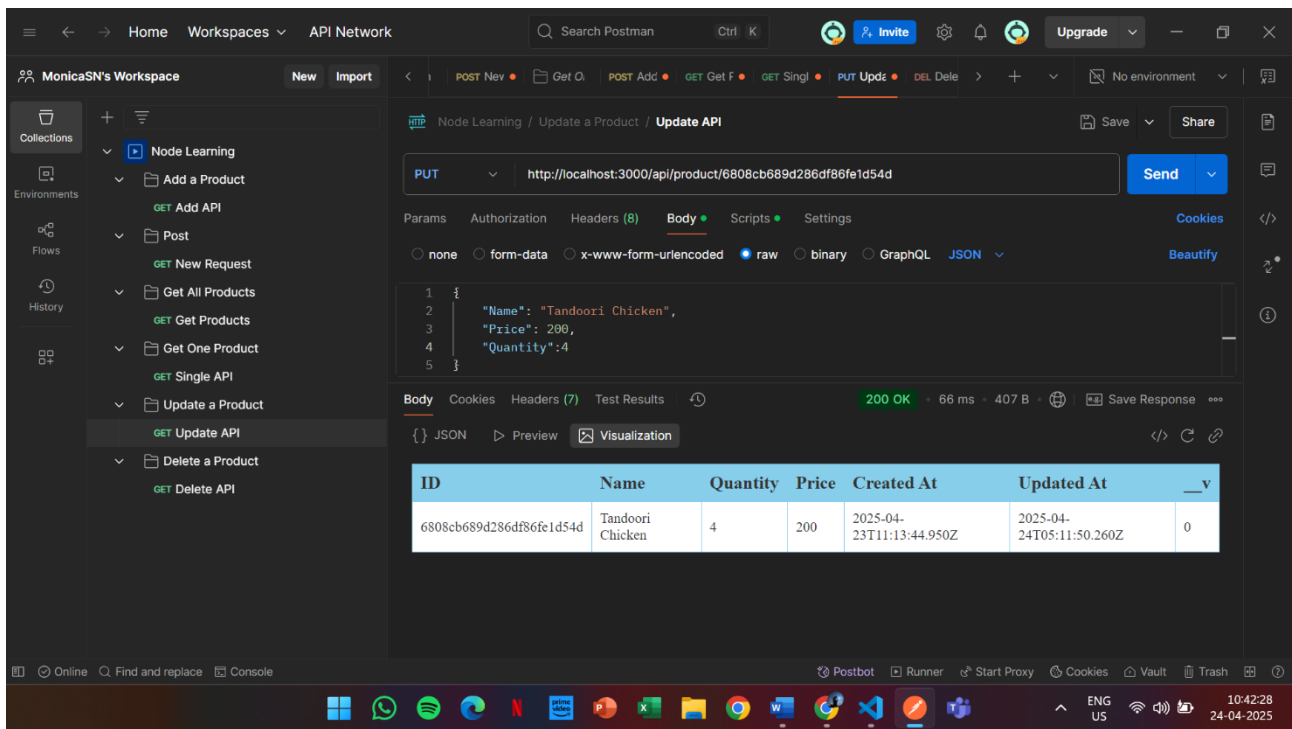 Home Workspaces API Network Search Postman Ctrl K Invite Upgrade
MonicaSN's Workspace New Import
POST Nev GET Get O POST Add GET Get F GET Singl PUT Upda DEL Dele No environment
Collections
Environments
Flows
History
Node Learning
Add a Product
GET Add API
Post
GET New Request
Get All Products
GET Get Products
Get One Product
GET Single API
Update a Product
GET Update API
Delete a Product
GET Delete API
HTTP Node Learning / Update a Product / Update API Save Share
PUT http://localhost:3000/api/product/6808cb689d286df86fe1d54d Send
Params Authorization Headers (8) Body Scripts Settings Cookies
none form-data x-www-form-urlencoded raw binary GraphQL JSON Beautify
1 {
2 "Name": "Tandoori Chicken",
3 "Price": 200,
4 "Quantity":4
5 }
Body Cookies Headers (7) Test Results 200 OK 66 ms 407 B Save Response
{} JSON Preview Visualization
ID Name Quantity Price Created At Updated At __v
6808cb689d286df86fe1d54d Tandoori Chicken 4 200 2025-04-23T11:13:44.950Z 2025-04-24T05:11:50.260Z 0
Online Find and replace Console Postbot Runner Start Proxy Cookies Vault Trash
ENG
US
10:42:28
24-04-2025